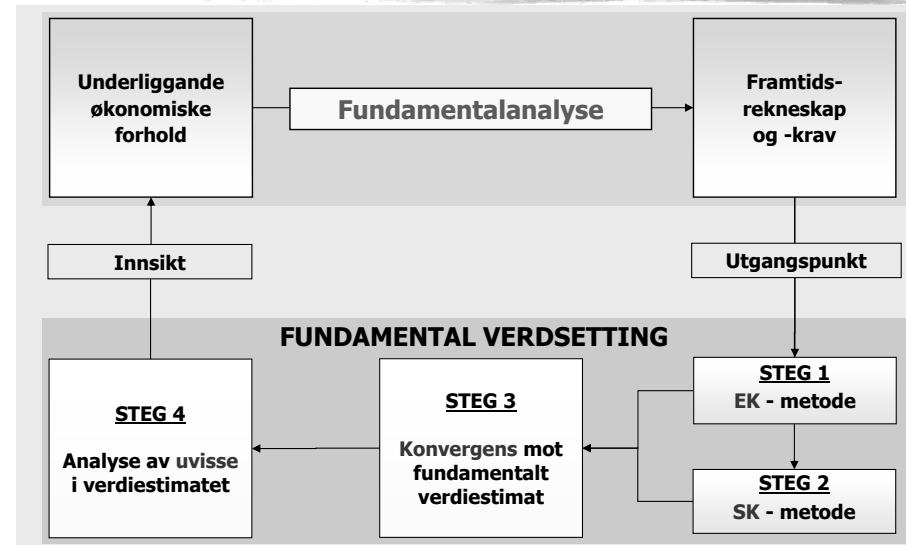 Underliggande
økonomiske
forhold
Fundamentalanalyse
Framtids-
rekneskap
og -krav
Innsikt
Utgangspunkt
FUNDAMENTAL VERDSETTING
STEG 1
EK - metode
STEG 2
SK - metode
STEG 3
Konvergens mot
fundamentalt
verdiestimat
STEG 4
Analyse av uvisse
i verdiestimatet